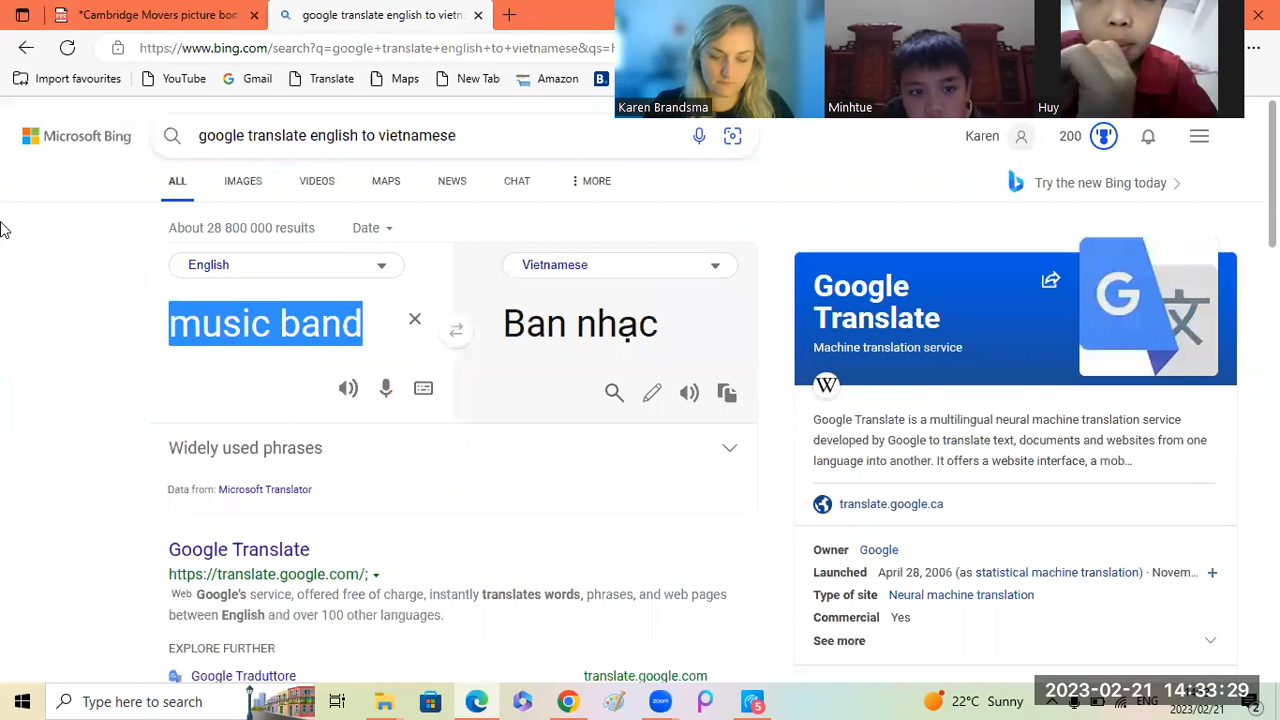 *Cambridge Movers
google translate english to vietn
https://www.bing.com/search?q=google+translate+english+to+vietnamese&qs=
Import favourites
YouTube
Gmail
Translate
Maps
New Tab
Amazon
B.
Karen Brandsma
Minhtue
Huy
Microsoft Bing
google translate english to vietnamese
Karen
200
ALL
IMAGES
VIDEOS
MAPS
NEWS
CHAT
MORE
Try the new Bing today
About 28 800 000 results
Date
English
Vietnamese
music band
Ban nhạc
Widely used phrases
Data from: Microsoft Translator
Google Translate
https://translate.google.com/;
Web Google's service, offered free of charge, instantly translates words, phrases, and web pages
between English and over 100 other languages.
EXPLORE FURTHER
Google Traduttore
translate.google.com
Google
Translate
Machine translation service
W
Google Translate is a multilingual neural machine translation service
developed by Google to translate text, documents and websites from one
language into another. It offers a website interface, a mob…
translate.google.ca
Owner Google
Launched April 28, 2006 (as statistical machine translation) · Novem…
Type of site Neural machine translation
Commercial Yes
See more
Type here to search
zoom
5
22°C Sunny
ENG
2023-02-21 14:33:29
2023/02/21
2